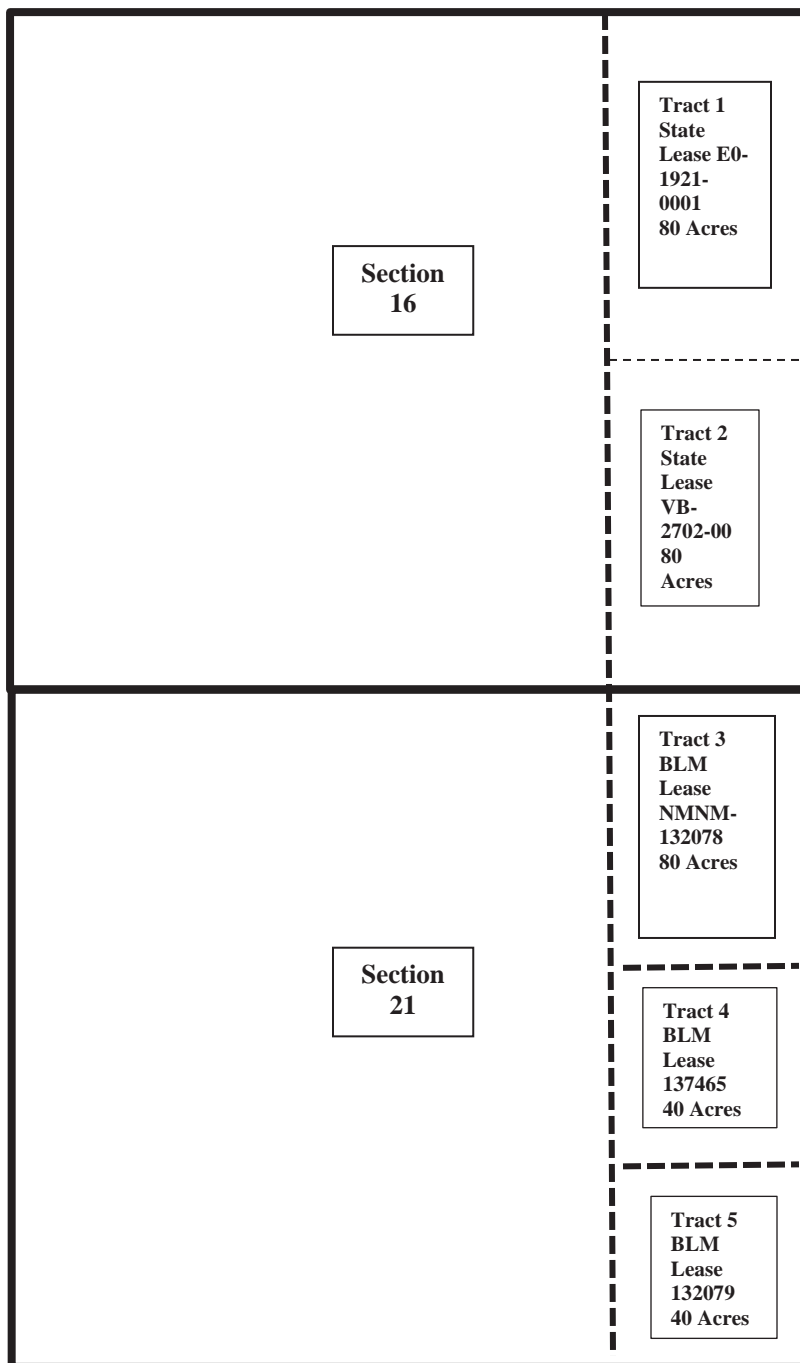 Tract 1
State
Lease E0-
1921-
0001
80 Acres
Section
16
Tract 2
State
Lease
VB-
2702-00
80
Acres
Tract 3
BLM
Lease
NMNM-
132078
80 Acres
Section
21
Tract 4
BLM
Lease
137465
40 Acres
Tract 5
BLM
Lease
132079
40 Acres